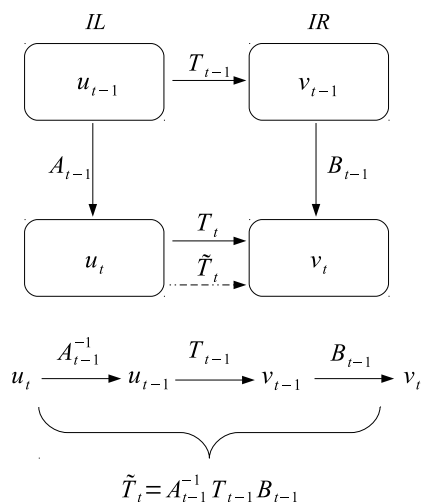 IL IR
u_{t-1} T_{t-1} v_{t-1}
A_{t-1} B_{t-1}
T_t
u_t T̃_t v_t
A_{t-1}^{-1} T_{t-1} B_{t-1}
u_t u_{t-1} v_{t-1} v_t
T̃_t = A_{t-1}^{-1} T_{t-1} B_{t-1}